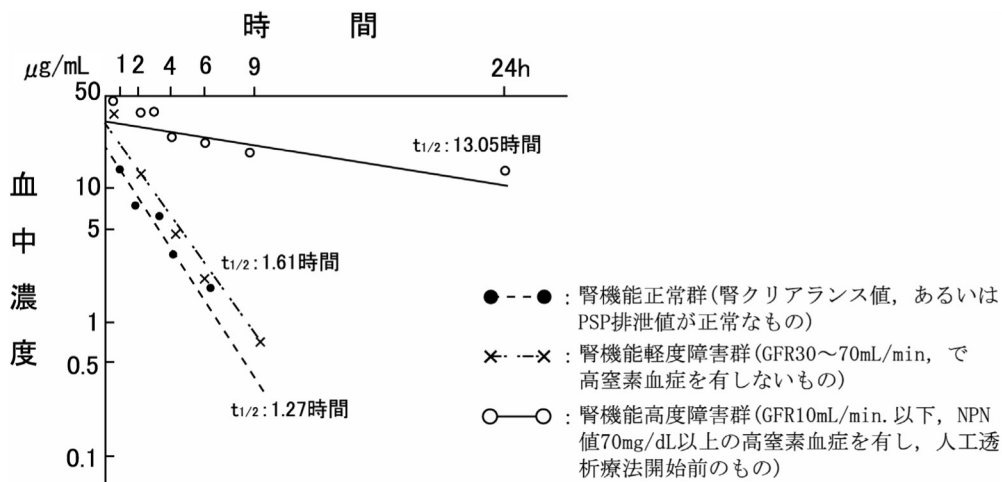 時 間
μg/mL 1 2 4 6 9 24h
50
10
5
1
0.5
0.1
血中濃度
t1/2:13.05時間
t1/2:1.61時間
t1/2:1.27時間
:腎機能正常群(腎クリアランス値,あるいは
PSP排泄値が正常なもの)
:腎機能軽度障害群(GFR30～70mL/min,で
高窒素血症を有しないもの)
:腎機能高度障害群(GFR10mL/min.以下,NPN
値70mg/dL以上の高窒素血症を有し,人工透
析療法開始前のもの)